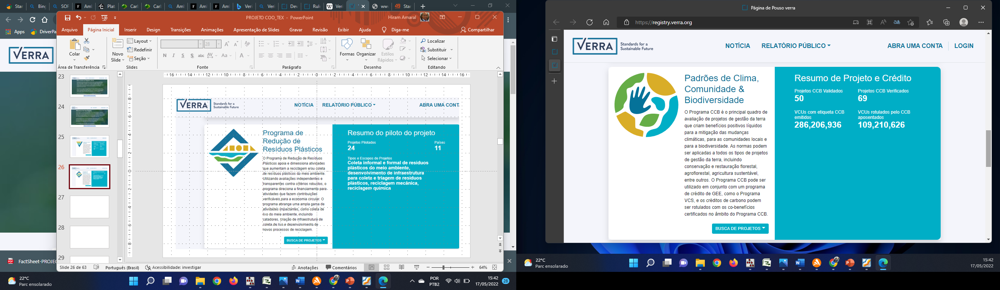 Star
Bing
SOF
Aml
Plat
Carl
Carl
Aml
Aml
Aml
Veri
Veri
Dev
Rule
Veri
www
Star
Apps
DriverPa
VERRA
PROJETO COO_TEX - PowerPoint
Hiram Amaral
Arquivo
Página Inicial
Inserir
Design
Transições
Animações
Apresentação de Slides
Gravar
Revisão
Exibir
Ajuda
Diga-me
Compartilhar
Colar
Novo
Slide
Layout
Redefinir
Seção
28
Formas
Organizar
Estilos
Rápidos
Localizar
Substituir
Selecionar
Área de Transferência
Slides
Fonte
Parágrafo
Desenho
Editando
23
24
25
26
27
28
29
VERRA
Standards for a
Sustainable Future
NOTÍCIA
RELATÓRIO PÚBLICO
ABRA UMA CONT
Programa de
Redução de
Resíduos Plásticos
O Programa de Redução de Resíduos
Plásticos apoia e dimensiona atividades
que aumentam a reciclagem e/ou coleta
de resíduos plásticos do meio ambiente.
Utilizando avaliações independentes e
transparentes contra critérios robustos, o
programa direciona o financiamento para
atividades que fazem contribuições
verificáveis para a economia circular. O
programa abrange uma ampla gama de
atividades impactantes, como coleta de
lixo do meio ambiente, incluindo
catadores, criação de infraestrutura de
coleta de lixo e desenvolvimento de
novos processos de reciclagem.
BUSCA DE PROJETOS
Resumo do piloto do projeto
Projetos Pilotados
24
Países
11
Tipos e Escopos de Projetos
Coleta informal e formal de resíduos
plásticos do meio ambiente,
desenvolvimento de infraestrutura
para coleta e triagem de resíduos
plásticos, reciclagem mecânica,
reciclagem química
FactSheet-PROJEC
Slide 26 de 63
Português (Brasil)
Acessibilidade: investigar
Anotações
Comentários
64%
22°C
Parc ensolarado
POR
PTB2
15:42
17/05/2022
28
Página de Pouso verra
https://registry.verra.org
VERRA
Standards for a
Sustainable Future
NOTÍCIA
RELATÓRIO PÚBLICO
ABRA UMA CONTA
LOGIN
Padrões de Clima,
Comunidade &
Biodiversidade
O Programa CCB é o principal quadro de
avaliação de projetos de gestão da terra
que criam benefícios positivos líquidos
para a mitigação das mudanças
climáticas, para as comunidades locais e
para a biodiversidade. As normas podem
ser aplicadas a todos os tipos de projetos
de gestão da terra, incluindo
conservação e restauração florestal,
agroflorestal, agricultura sustentável,
entre outros. O Programa CCB pode ser
utilizado em conjunto com um programa
de crédito de GEE, como o Programa
VCS, e os créditos de carbono podem
ser rotulados com os co-benefícios
certificados no âmbito do Programa CCB.
BUSCA DE PROJETOS
Resumo de Projeto e Crédito
Projetos CCB Validados
50
Projetos CCB Verificados
69
VCUs com etiqueta CCB
emitidos
286,206,936
VCUs rotulados pelo CCB
aposentados
109,210,626
22°C
Parc ensolarado
15:42
17/05/2022